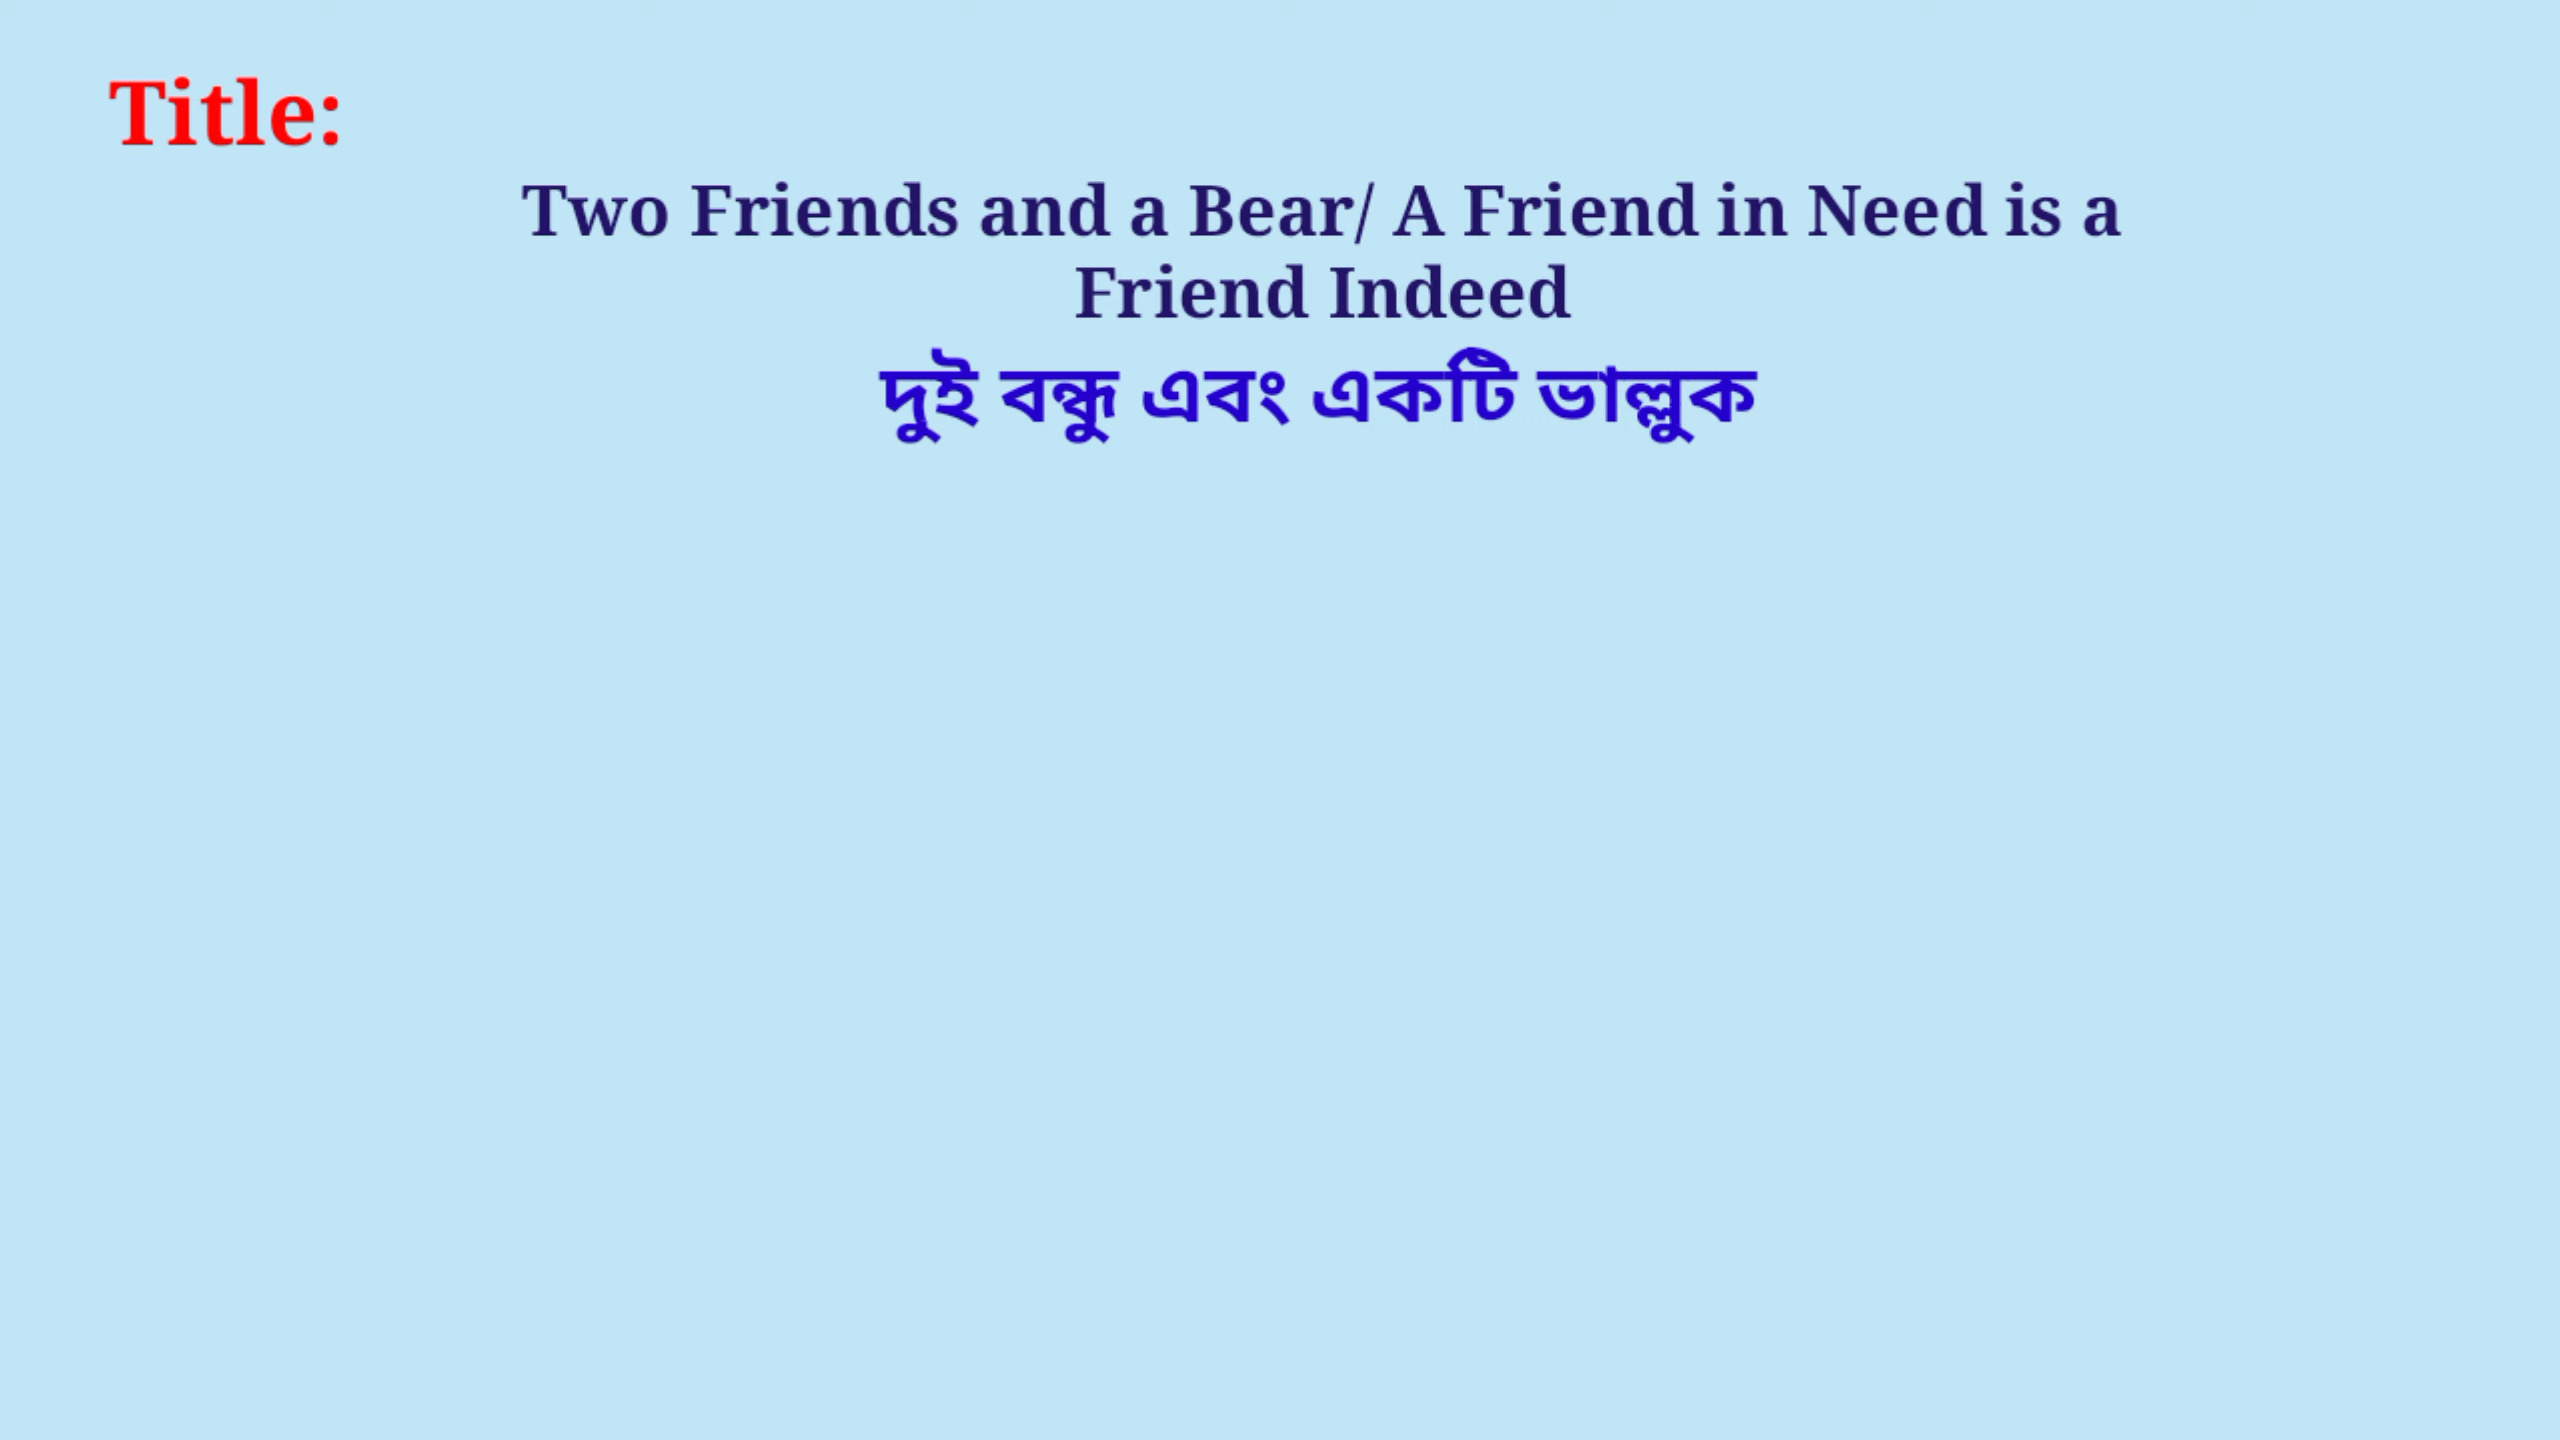 Title:
Two Friends and a Bear/ A Friend in Need is a
Friend Indeed
দুই বন্ধু এবং একটি ভাল্লুক